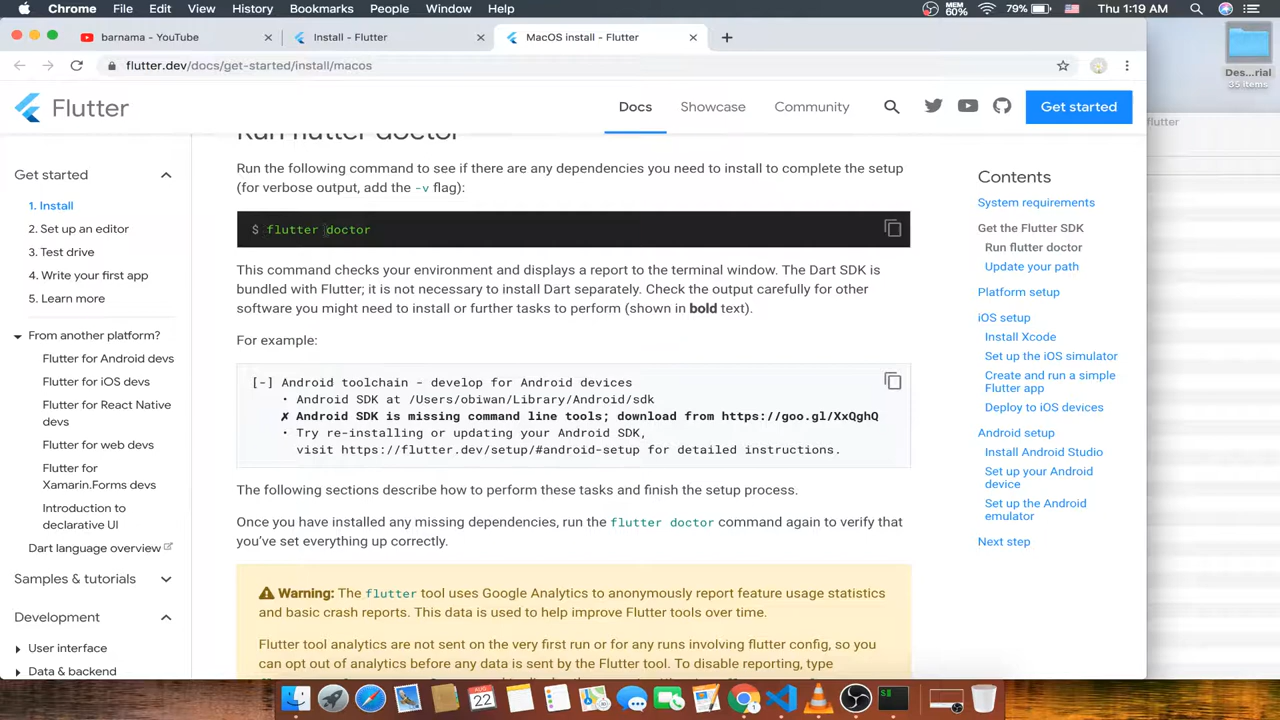 Chrome File Edit View History Bookmarks People Window Help MEM 60% 79% Thu 1:19 AM
barnama - YouTube
Install - Flutter
MacOS install - Flutter
flutter.dev/docs/get-started/install/macos
Des...rial
35 items
flutter
Flutter
Docs
Showcase
Community
Get started
Get started
1. Install
2. Set up an editor
3. Test drive
4. Write your first app
5. Learn more
From another platform?
Flutter for Android devs
Flutter for iOS devs
Flutter for React Native
devs
Flutter for web devs
Flutter for
Xamarin.Forms devs
Introduction to
declarative UI
Dart language overview
Samples & tutorials
Development
User interface
Data & backend
Run flutter doctor
Run the following command to see if there are any dependencies you need to install to complete the setup
(for verbose output, add the -v flag):
$ flutter doctor
This command checks your environment and displays a report to the terminal window. The Dart SDK is
bundled with Flutter; it is not necessary to install Dart separately. Check the output carefully for other
software you might need to install or further tasks to perform (shown in bold text).
For example:
[-] Android toolchain - develop for Android devices
• Android SDK at /Users/obiwan/Library/Android/sdk
✗ Android SDK is missing command line tools; download from https://goo.gl/XxQghQ
• Try re-installing or updating your Android SDK,
visit https://flutter.dev/setup/#android-setup for detailed instructions.
The following sections describe how to perform these tasks and finish the setup process.
Once you have installed any missing dependencies, run the flutter doctor command again to verify that
you've set everything up correctly.
Warning: The flutter tool uses Google Analytics to anonymously report feature usage statistics
and basic crash reports. This data is used to help improve Flutter tools over time.
Flutter tool analytics are not sent on the very first run or for any runs involving flutter config, so you
can opt out of analytics before any data is sent by the Flutter tool. To disable reporting, type
Contents
System requirements
Get the Flutter SDK
Run flutter doctor
Update your path
Platform setup
iOS setup
Install Xcode
Set up the iOS simulator
Create and run a simple
Flutter app
Deploy to iOS devices
Android setup
Install Android Studio
Set up your Android
device
Set up the Android
emulator
Next step
AUG
22